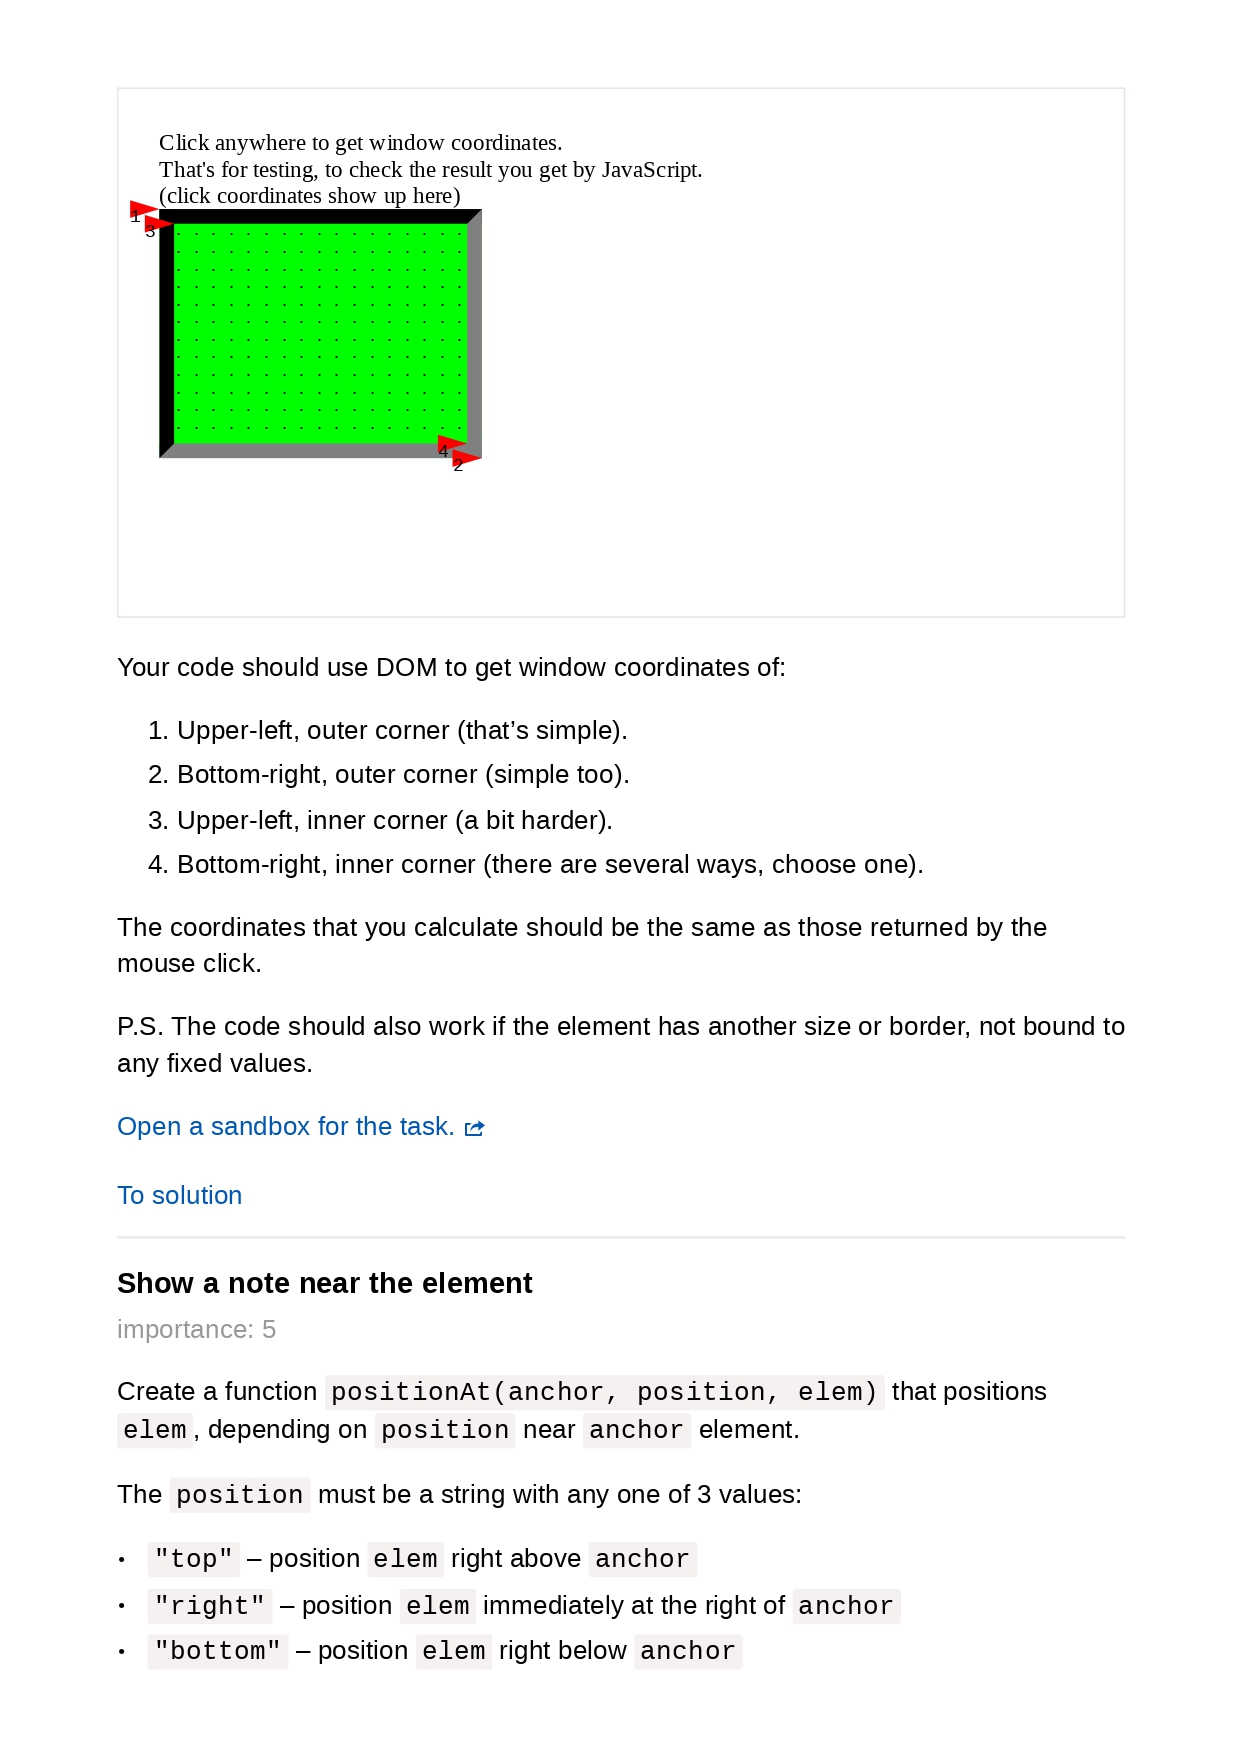 Click anywhere to get window coordinates.
That's for testing, to check the result you get by JavaScript.
(click coordinates show up here)
1
3
4
2
Your code should use DOM to get window coordinates of:
1. Upper-left, outer corner (that’s simple).
2. Bottom-right, outer corner (simple too).
3. Upper-left, inner corner (a bit harder).
4. Bottom-right, inner corner (there are several ways, choose one).
The coordinates that you calculate should be the same as those returned by the
mouse click.
P.S. The code should also work if the element has another size or border, not bound to
any fixed values.
Open a sandbox for the task.
To solution
Show a note near the element
importance: 5
Create a function positionAt(anchor, position, elem) that positions
elem, depending on position near anchor element.
The position must be a string with any one of 3 values:
• "top" – position elem right above anchor
• "right" – position elem immediately at the right of anchor
• "bottom" – position elem right below anchor